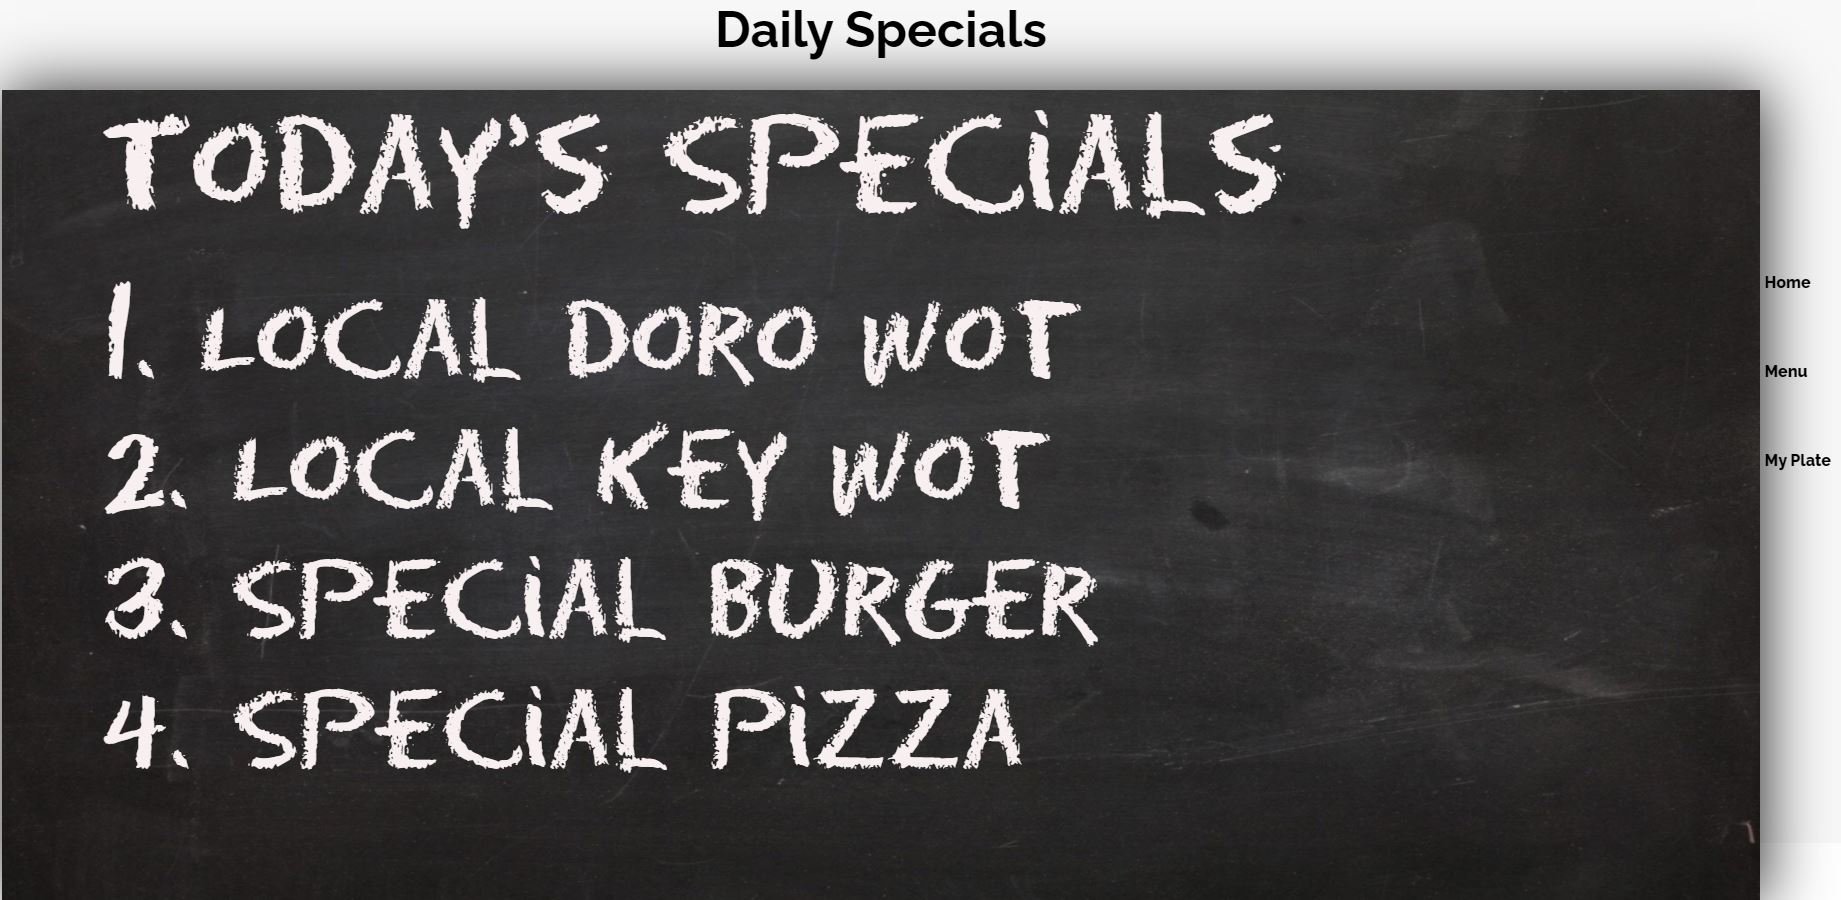 Daily Specials
TODAY'S SPECIALS
1. LOCAL DORO WOT
2. LOCAL KEY WOT
3. SPECIAL BURGER
4. SPECIAL PIZZA
Home
Menu
My Plate